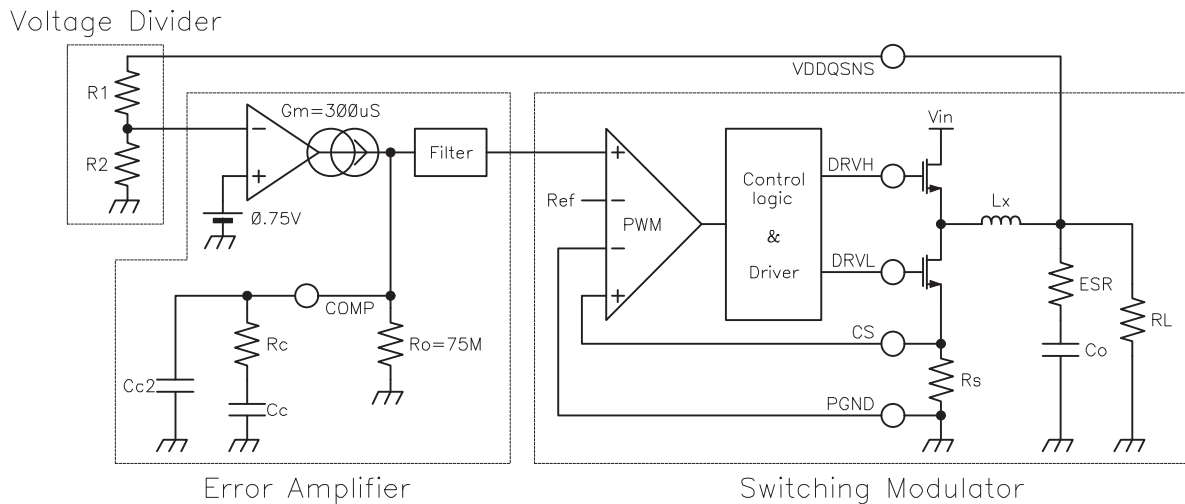 Voltage Divider
VDDQSNS
R1
R2
Gm=300uS
−
+
0.75V
Filter
Vin
+
−
−
+
Ref
PWM
Control
logic
&
Driver
DRVH
DRVL
Lx
ESR
RL
Co
COMP
Rc
Ro=75M
Cc2
Cc
CS
Rs
PGND
Error Amplifier
Switching Modulator